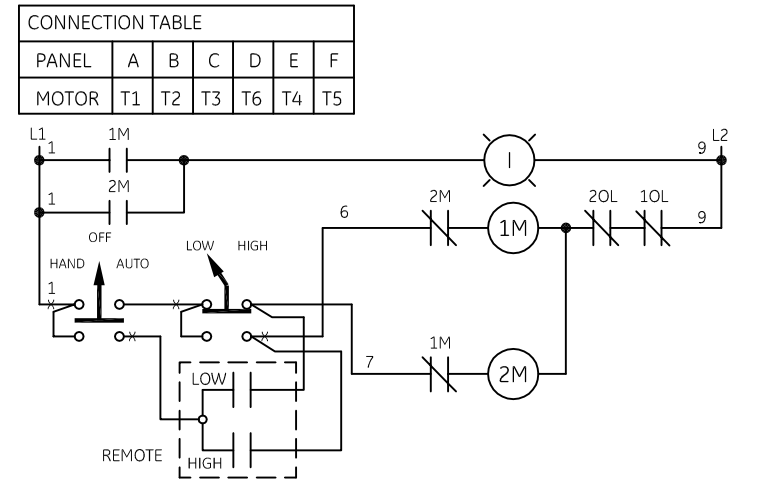 CONNECTION TABLE
PANEL A B C D E F
MOTOR T1 T2 T3 T6 T4 T5
L1 1M L2
1 I 9
2M
1 6 2M 2OL 1OL
1M 9
OFF LOW HIGH
HAND AUTO
1
X X
1M
X X
7
2M
LOW
REMOTE HIGH